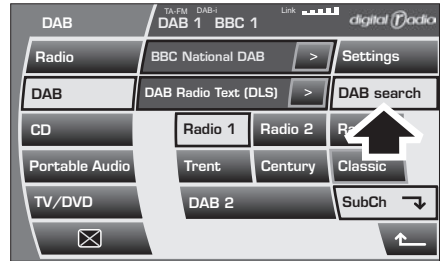 DAB
TA-FM DAB-i Link
DAB 1 BBC 1
digital Radio
Radio
BBC National DAB >
Settings
DAB
DAB Radio Text (DLS) >
DAB search
CD
Radio 1
Radio 2
Portable Audio
Trent
Century
Classic
TV/DVD
DAB 2
SubCh